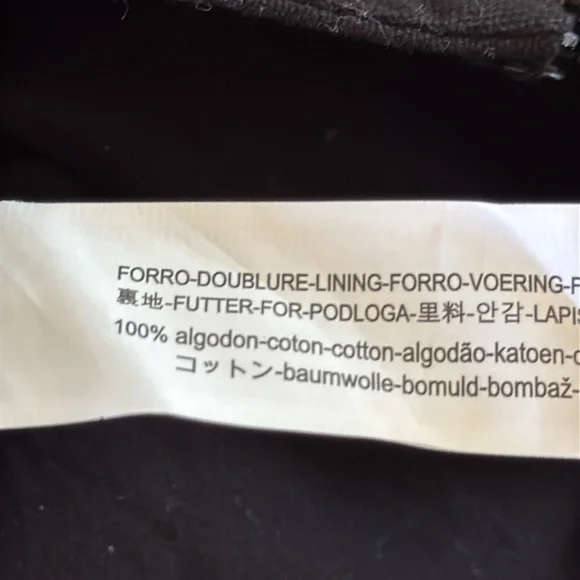 FORRO-DOUBLURE-LINING-FORRO-VOERING-F
裏地-FUTTER-FOR-PODLOGA-里料-안감-LAPIS
100% algodon-coton-cotton-algodão-katoen-c
コットン-baumwolle-bomuld-bombaž-